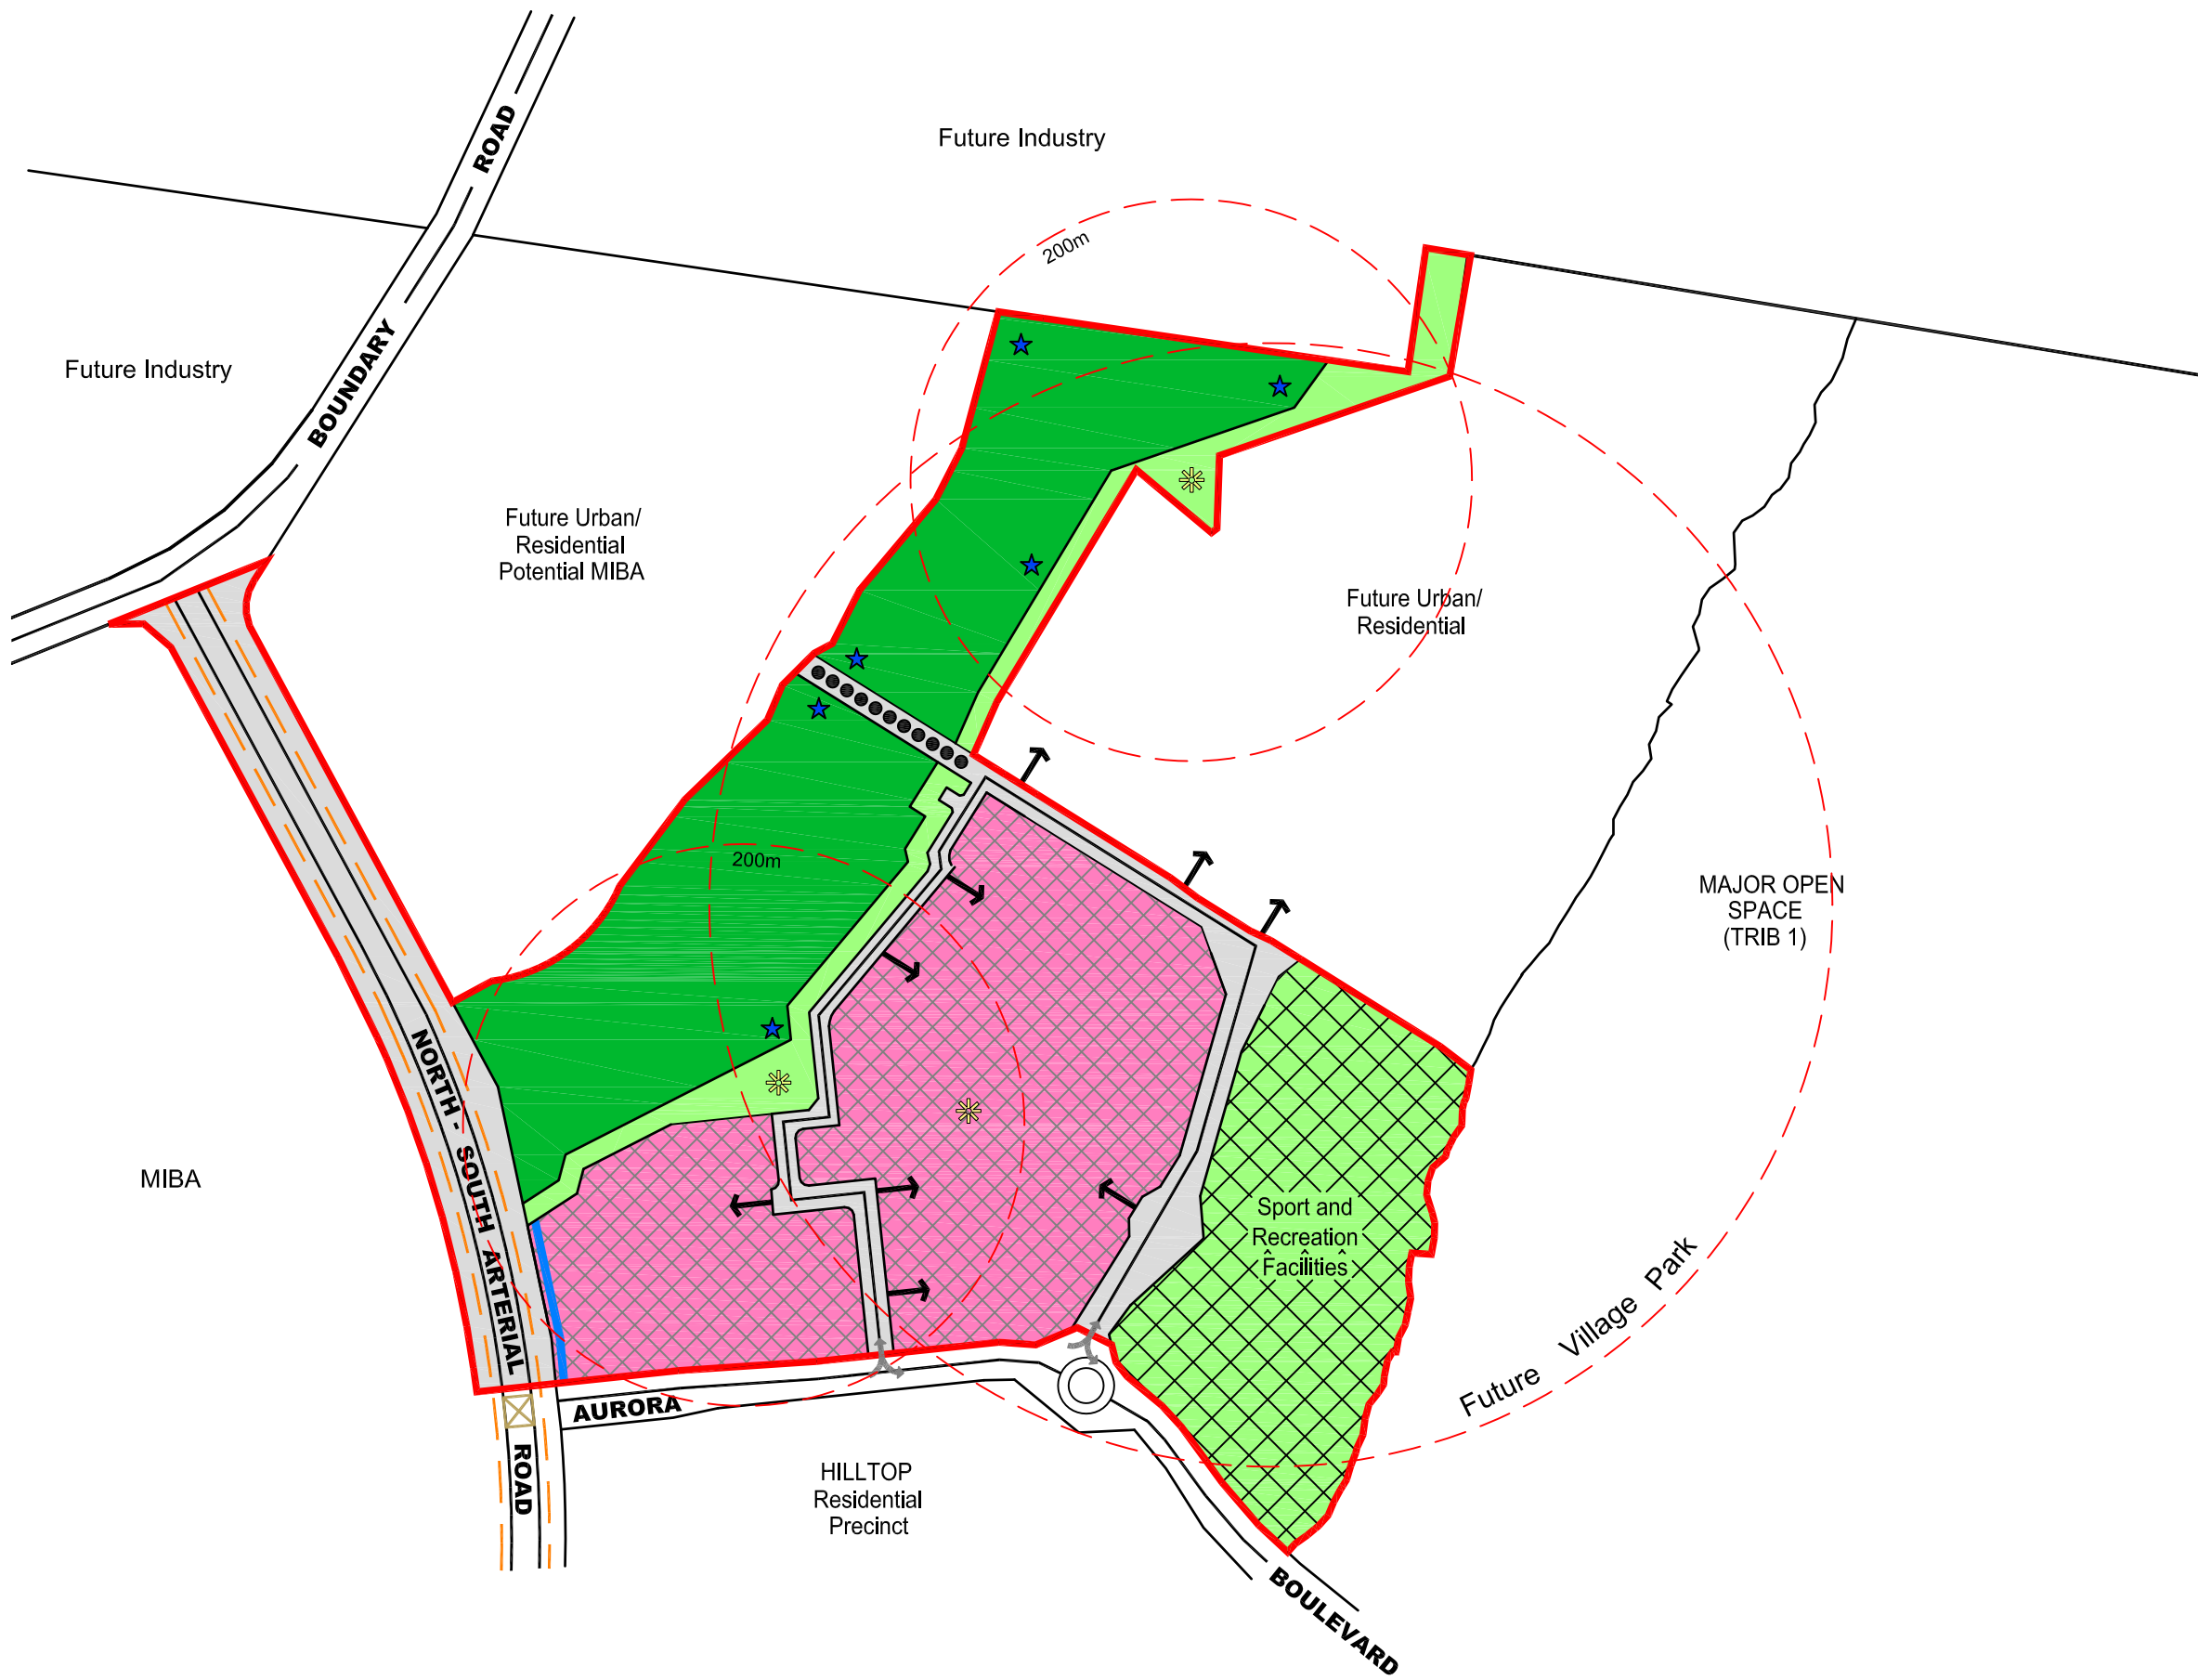 Future Industry
200m
Future Industry
BOUNDARY ROAD
Future Urban/
Residential
Potential MIBA
Future Urban/
Residential
200m
MAJOR OPEN
SPACE
(TRIB 1)
MIBA
NORTH - SOUTH ARTERIAL
ROAD
Sport and
Recreation
Facilities
Future Village Park
AURORA
BOULEVARD
HILLTOP
Residential
Precinct